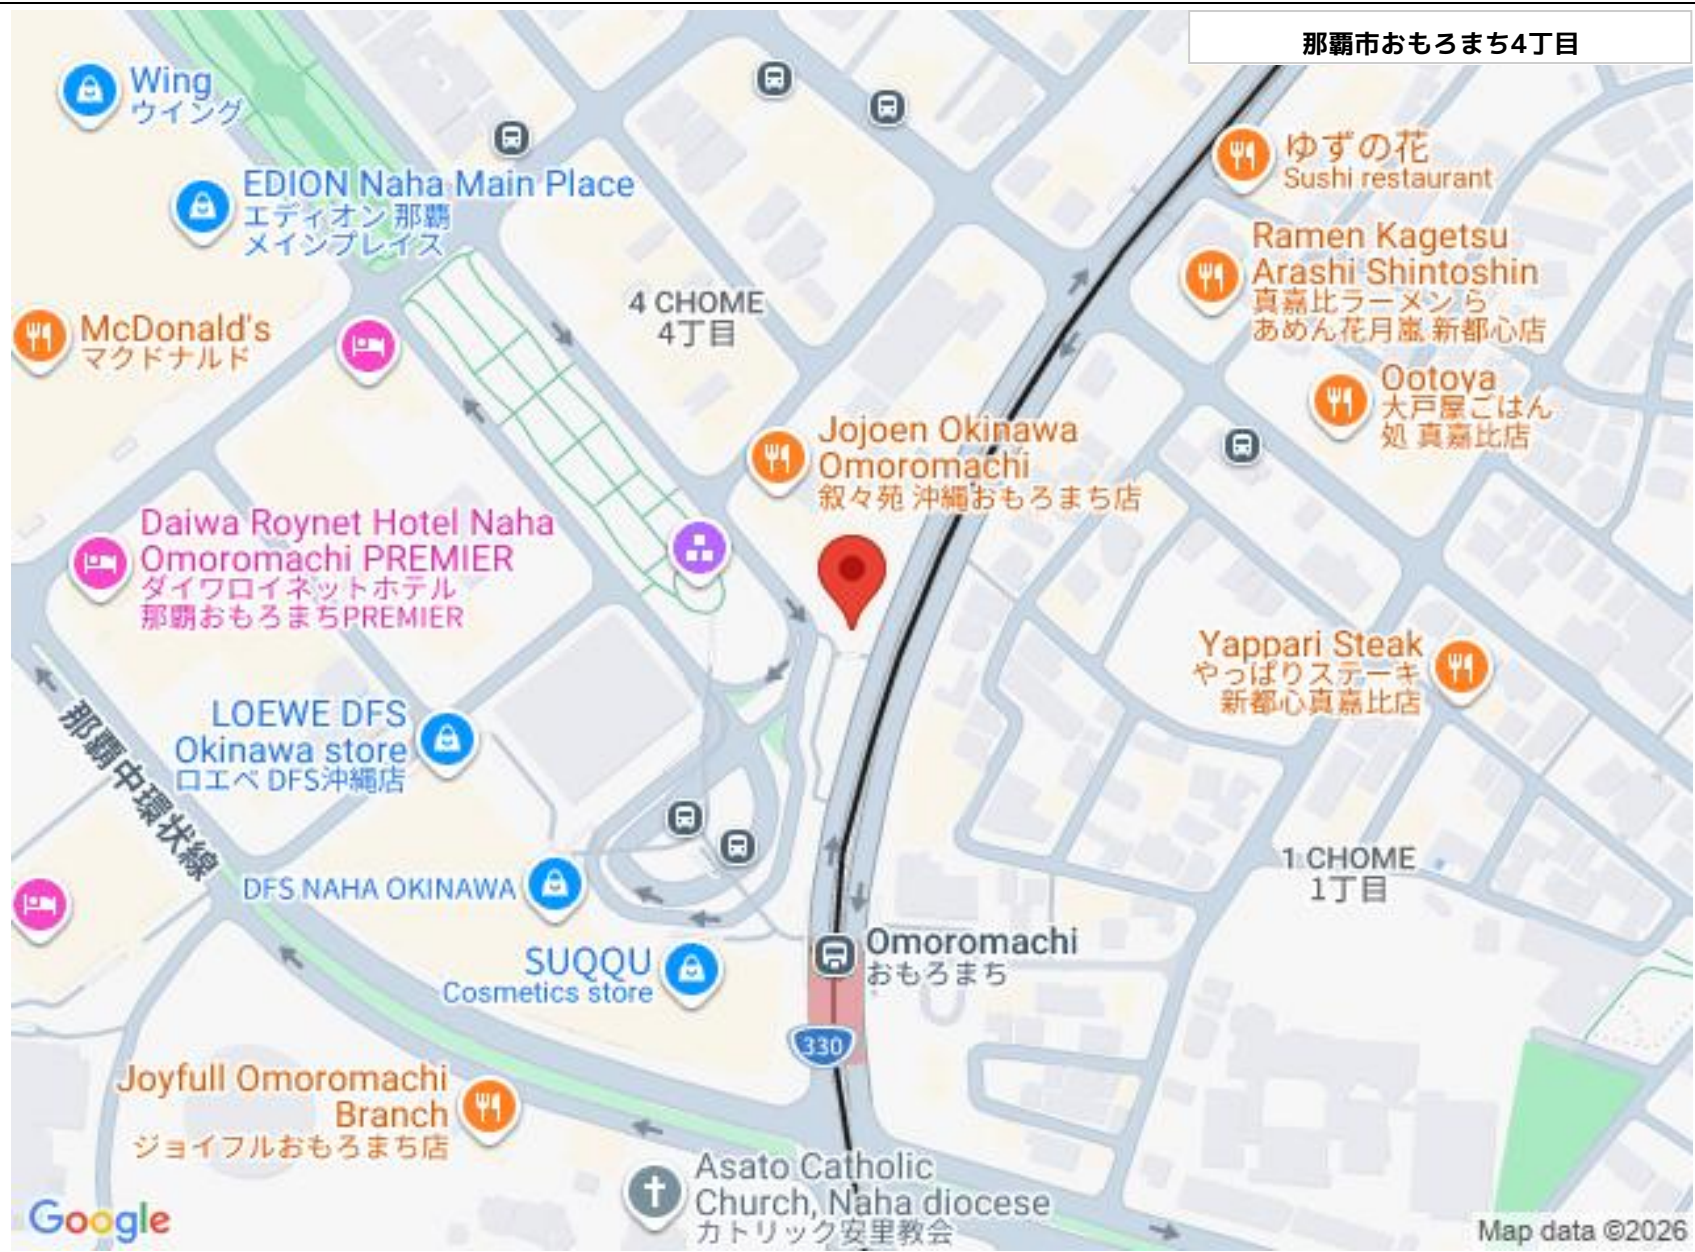 那覇市おもろまち4丁目
Wing
ウイング
EDION Naha Main Place
エディオン 那覇
メインプレイス
ゆずの花
Sushi restaurant
Ramen Kagetsu
Arashi Shintoshin
真嘉比ラーメン ら
あめん花月嵐 新都心店
4 CHOME
4丁目
McDonald's
マクドナルド
Ootoya
大戸屋ごはん
処 真嘉比店
Jojoen Okinawa
Omoromachi
叙々苑 沖縄おもろまち店
Daiwa Roynet Hotel Naha
Omoromachi PREMIER
ダイワロイネットホテル
那覇おもろまちPREMIER
Yappari Steak
やっぱりステーキ
新都心真嘉比店
LOEWE DFS
Okinawa store
ロエベ DFS沖縄店
那覇中環状線
DFS NAHA OKINAWA
1 CHOME
1丁目
Omoromachi
おもろまち
SUQQU
Cosmetics store
330
Joyfull Omoromachi
Branch
ジョイフルおもろまち店
Asato Catholic
Church, Naha diocese
カトリック安里教会
Google
Map data ©2026